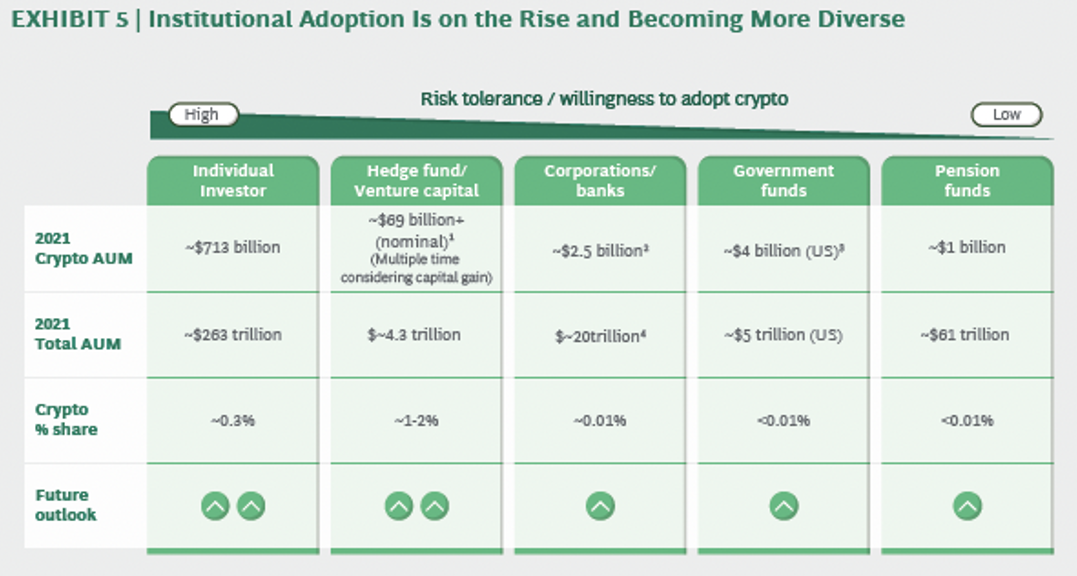 EXHIBIT 5 | Institutional Adoption Is on the Rise and Becoming More Diverse
Risk tolerance / willingness to adopt crypto
High
Low
Individual
Investor
Hedge fund/
Venture capital
Corporations/
banks
Government
funds
Pension
funds
2021
Crypto AUM
~$713 billion
~$69 billion+
(nominal)¹
(Multiple time
considering capital gain)
~$2.5 billion²
~$4 billion (US)³
~$1 billion
2021
Total AUM
~$263 trillion
$~4.3 trillion
$~20trillion⁴
~$5 trillion (US)
~$61 trillion
Crypto
% share
~0.3%
~1-2%
~0.01%
<0.01%
<0.01%
Future
outlook